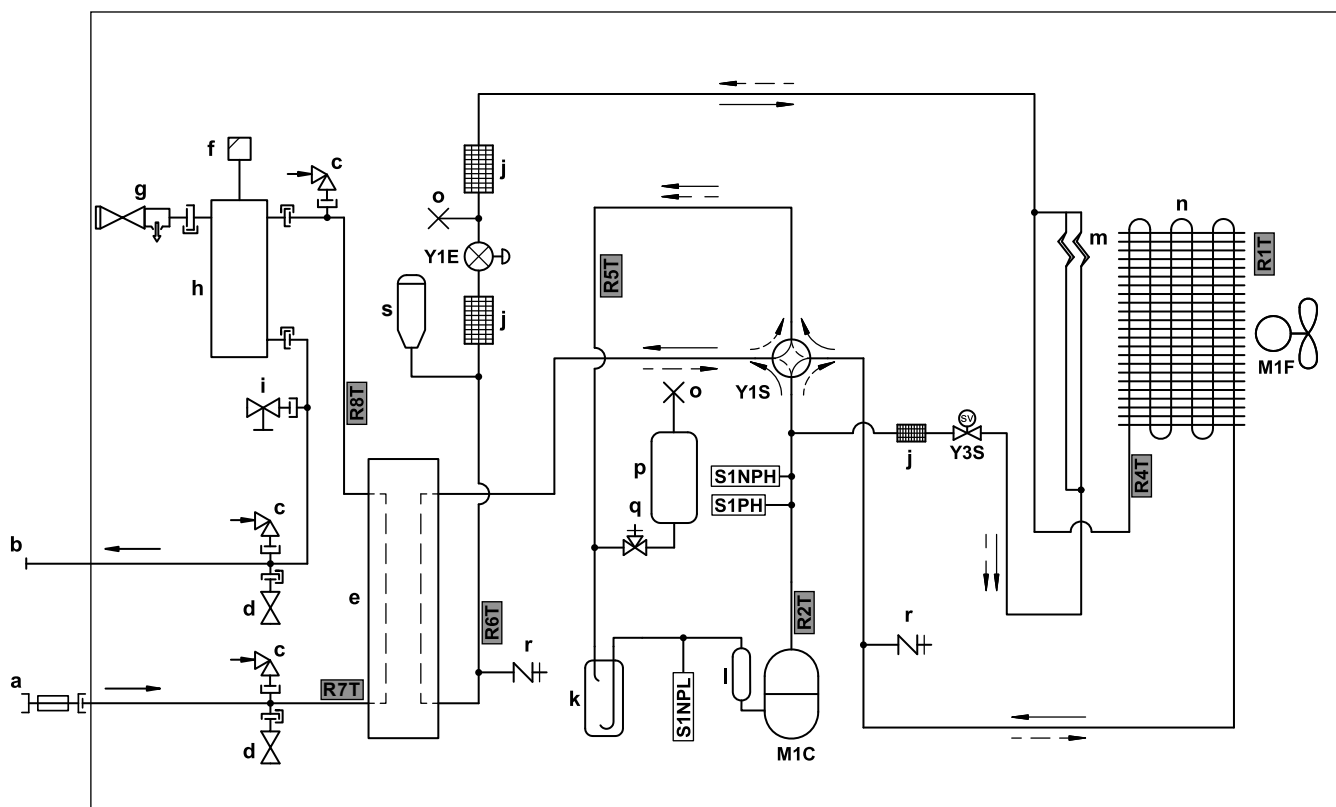 f
c
j
n
g
o
m
R1T
Y1E
R5T
h
s
j
M1F
Y1S
i
R8T
o
p
j
Y3S
S1NPH
R4T
S1PH
c
q
b
e
d
R6T
R2T
r
r
c
a
R7T
k
S1NPL
l
d
M1C
SV